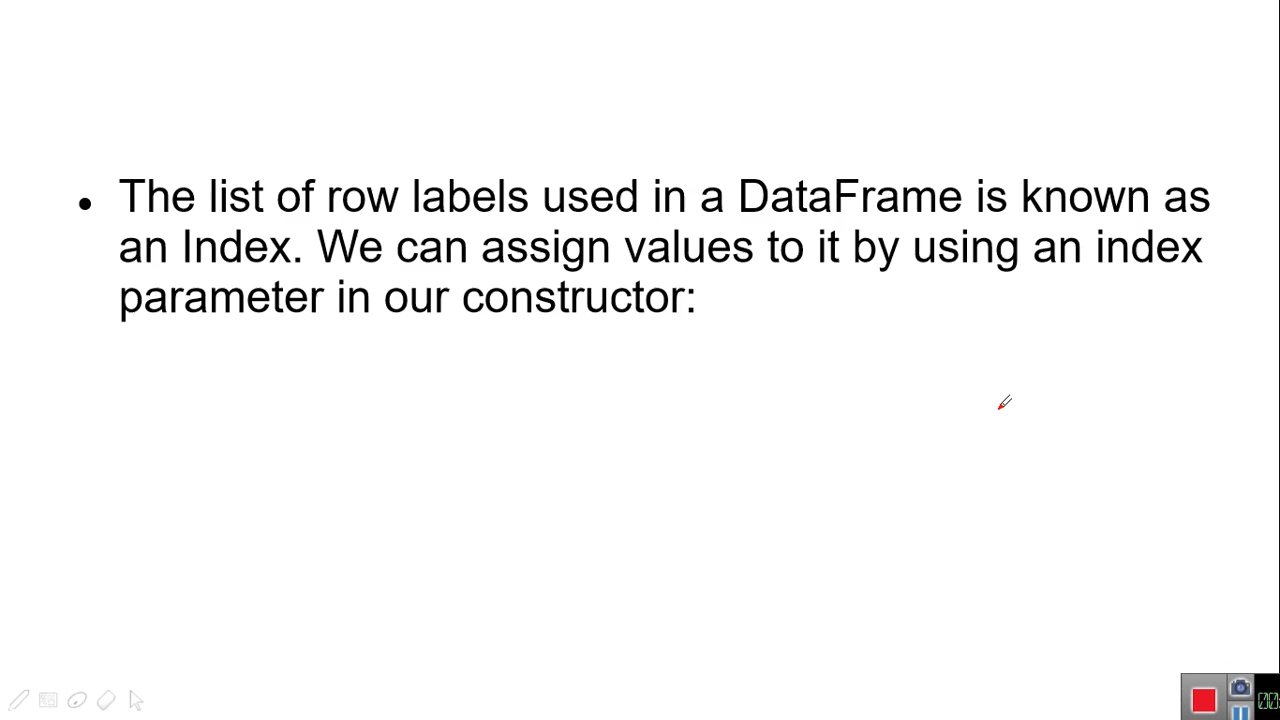 The list of row labels used in a DataFrame is known as
an Index. We can assign values to it by using an index
parameter in our constructor:
00